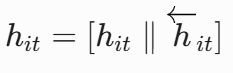 h_{it} = [h_{it} ∥ \overleftarrow{h}_{it}]